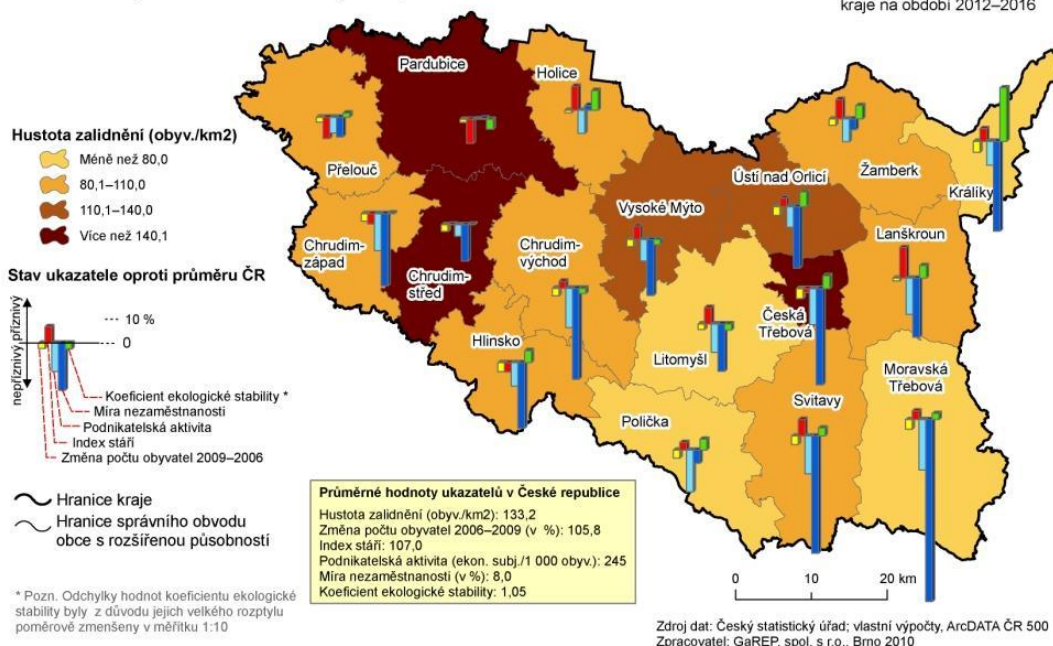 kraje na období 2012–2016
Hustota zalidnění (obyv./km2)
Méně než 80,0
80,1–110,0
110,1–140,0
Více než 140,1
Stav ukazatele oproti průměru ČR
nepříznivý příznivý
10 %
0
Koeficient ekologické stability *
Míra nezaměstnanosti
Podnikatelská aktivita
Index stáří
Změna počtu obyvatel 2009–2006
Hranice kraje
Hranice správního obvodu
obce s rozšířenou působností
* Pozn. Odchylky hodnot koeficientu ekologické
stability byly z důvodu jejich velkého rozptylu
poměrově zmenšeny v měřítku 1:10
Pardubice
Holice
Přelouč
Žamberk
Králíky
Ústí nad Orlicí
Vysoké Mýto
Lanškroun
Chrudim-
západ
Chrudim-
střed
Chrudim-
východ
Česká
Třebová
Hlinsko
Litomyšl
Moravská
Třebová
Svitavy
Polička
Průměrné hodnoty ukazatelů v České republice
Hustota zalidnění (obyv./km2): 133,2
Změna počtu obyvatel 2006–2009 (v %): 105,8
Index stáří: 107,0
Podnikatelská aktivita (ekon. subj./1 000 obyv.): 245
Míra nezaměstnanosti (v %): 8,0
Koeficient ekologické stability: 1,05
0 10 20 km
Zdroj dat: Český statistický úřad; vlastní výpočty, ArcDATA ČR 500
Zpracovatel: GaREP, spol. s r.o., Brno 2010